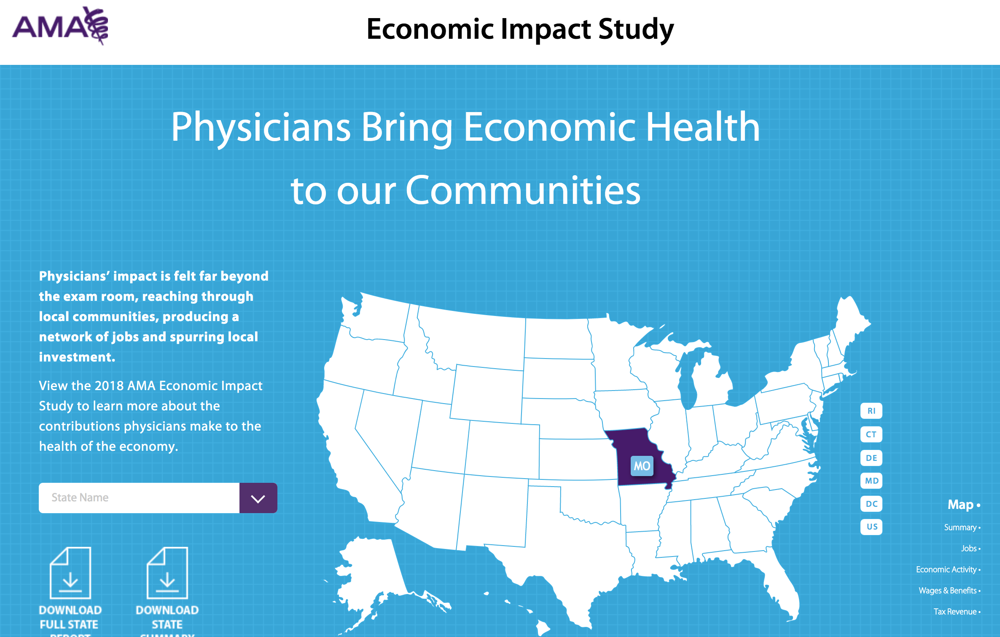 AMA
Economic Impact Study
Physicians Bring Economic Health
to our Communities
Physicians’ impact is felt far beyond
the exam room, reaching through
local communities, producing a
network of jobs and spurring local
investment.
View the 2018 AMA Economic Impact
Study to learn more about the
contributions physicians make to the
health of the economy.
State Name
DOWNLOAD
FULL STATE
REPORT
DOWNLOAD
STATE
SUMMARY
MO
RI
CT
DE
MD
DC
US
Map •
Summary •
Jobs •
Economic Activity •
Wages & Benefits •
Tax Revenue •